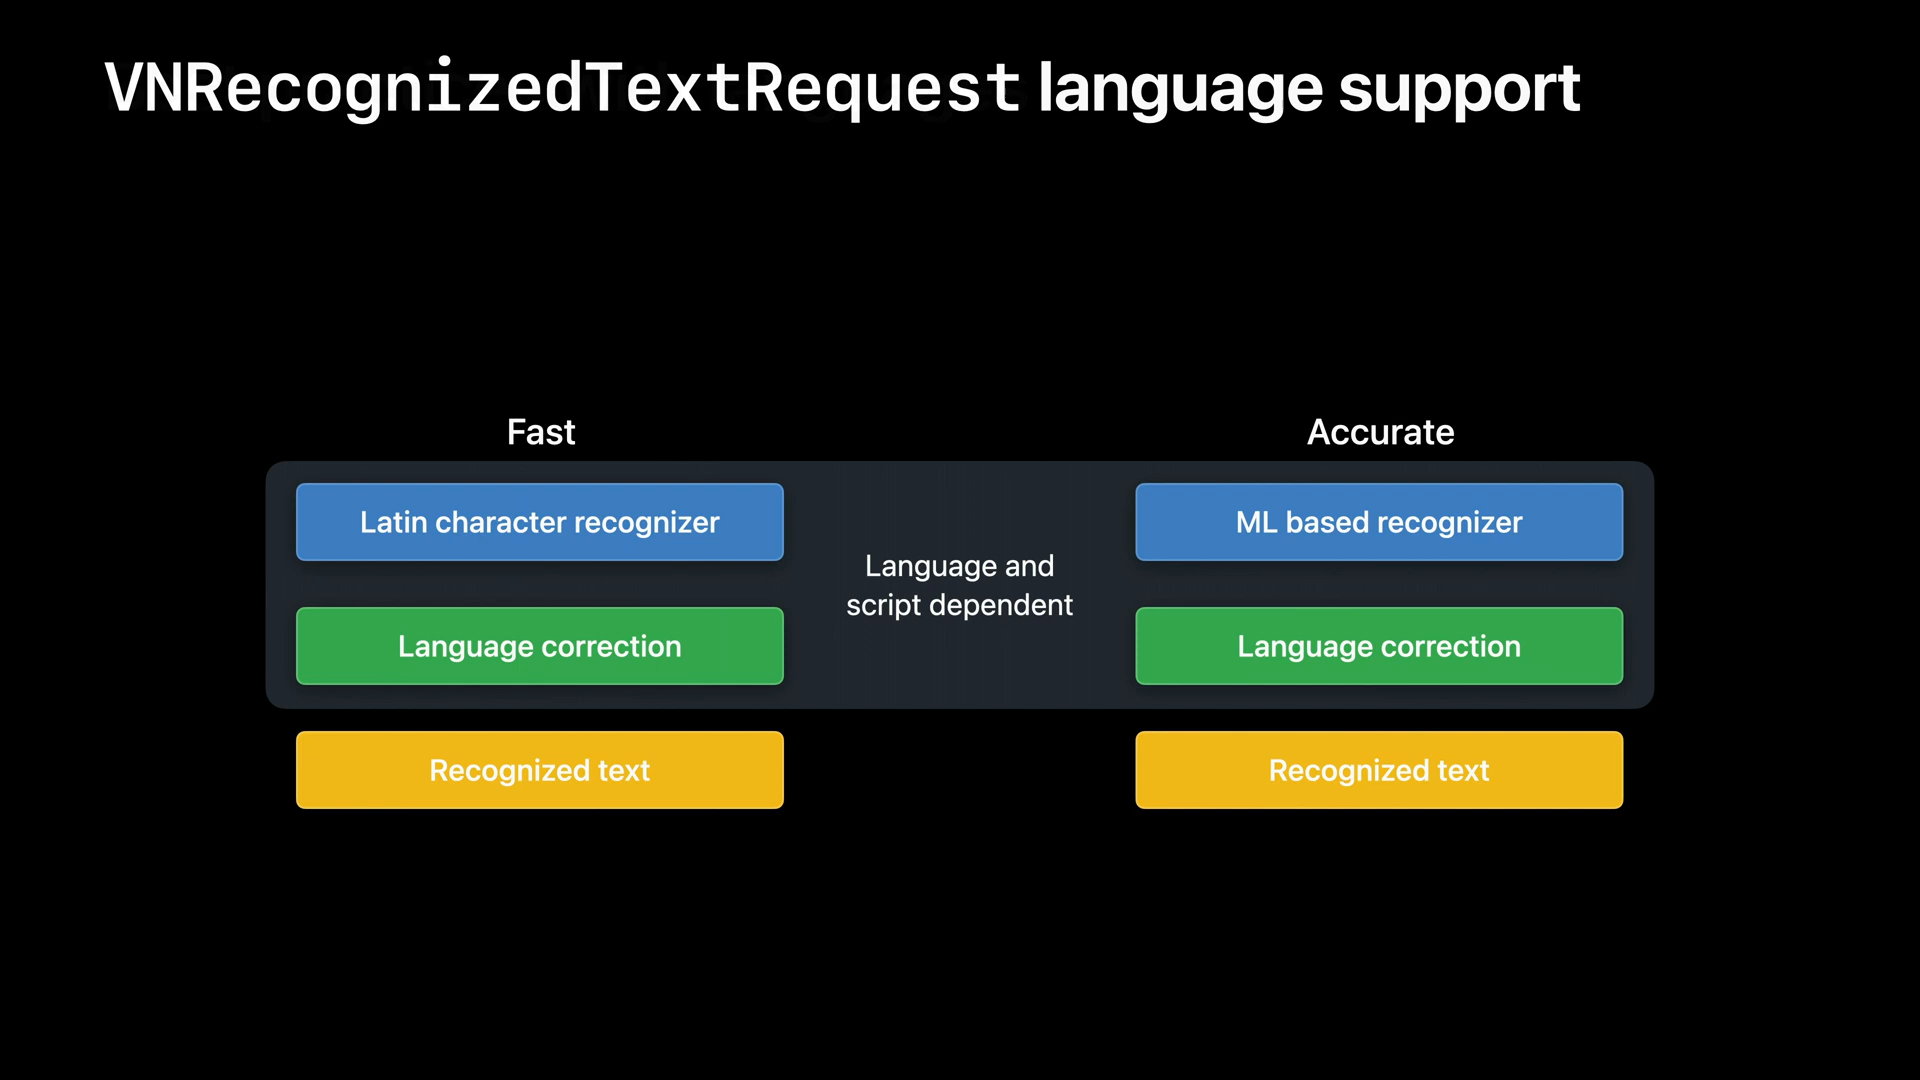 VNRecognizedTextRequest language support
Fast
Accurate
Latin character recognizer
ML based recognizer
Language and
script dependent
Language correction
Language correction
Recognized text
Recognized text